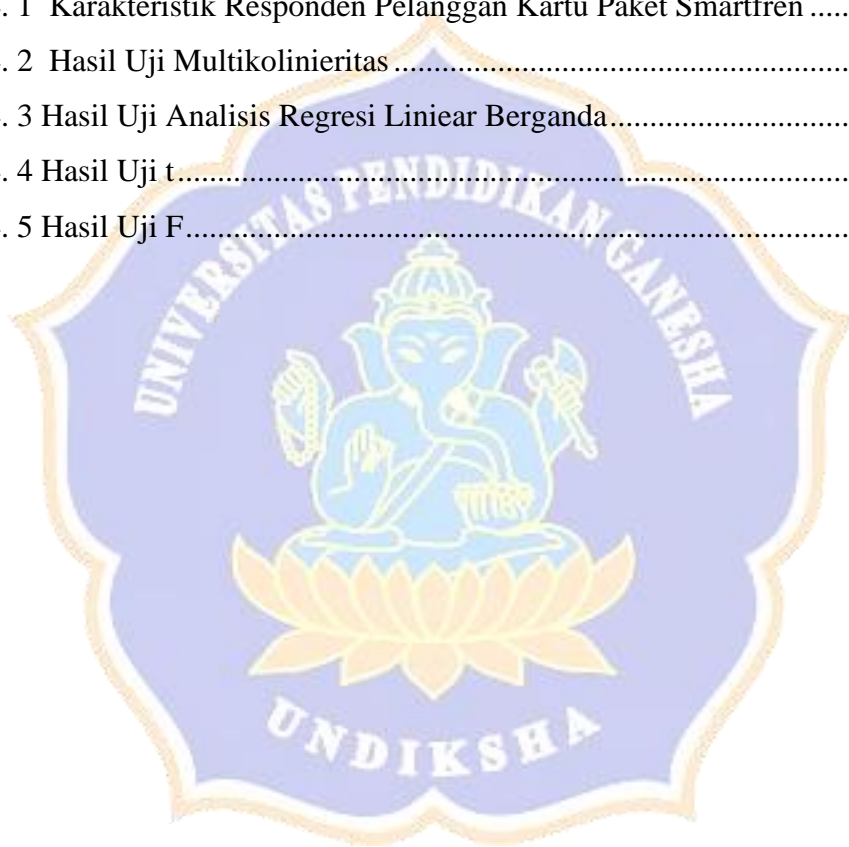 . 1 Karakteristik Responden Pelanggan Kartu Paket Smartfren .....
. 2 Hasil Uji Multikolinieritas ..........................................................
. 3 Hasil Uji Analisis Regresi Liniear Berganda..............................
. 4 Hasil Uji t...................................................................................
. 5 Hasil Uji F..................................................................................
UNIVERSITAS PENDIDIKAN GANESHA
UNDIKSHA